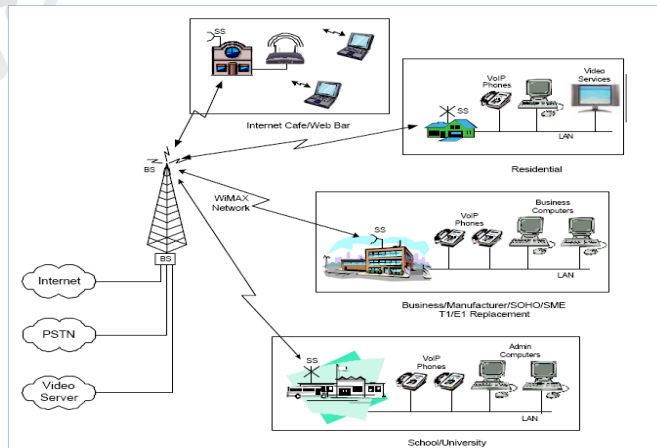 SS
Internet Cafe/Web Bar
VoIP
Phones
Video
Services
SS
LAN
Residential
BS
WiMAX
Network
SS
VoIP
Phones
Business
Computers
LAN
Business/Manufacturer/SOHO/SME
T1/E1 Replacement
BS
Internet
PSTN
Video
Server
SS
VoIP
Phones
Admin
Computers
LAN
School/University